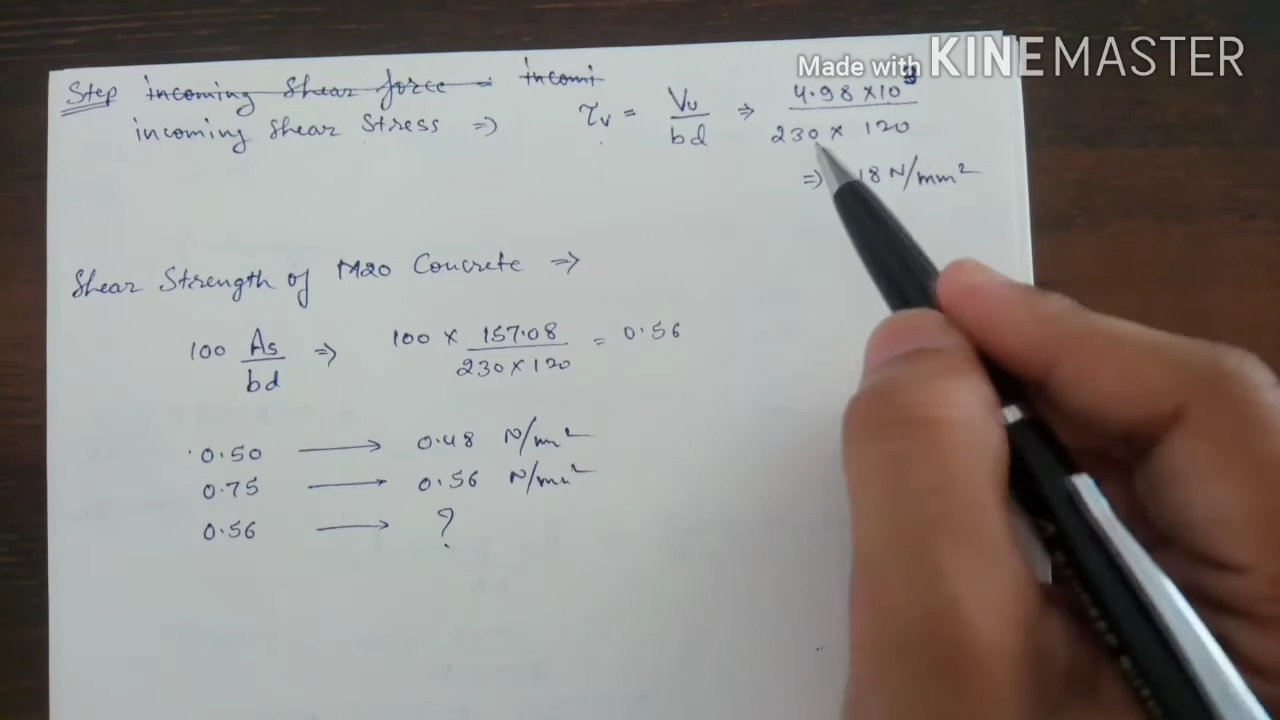 Made with KINEMASTER
Step incoming Shear force = incomi
incoming Shear Stress ⇒ τv = Vu/bd ⇒ 4.98 x10³/230 x 120
⇒ 18 N/mm²
Shear Strength of M20 Concrete ⇒
100 As/bd ⇒ 100 x 157.08/230 x 120 = 0.56
0.50 → 0.48 N/mm²
0.75 → 0.56 N/mm²
0.56 → ?